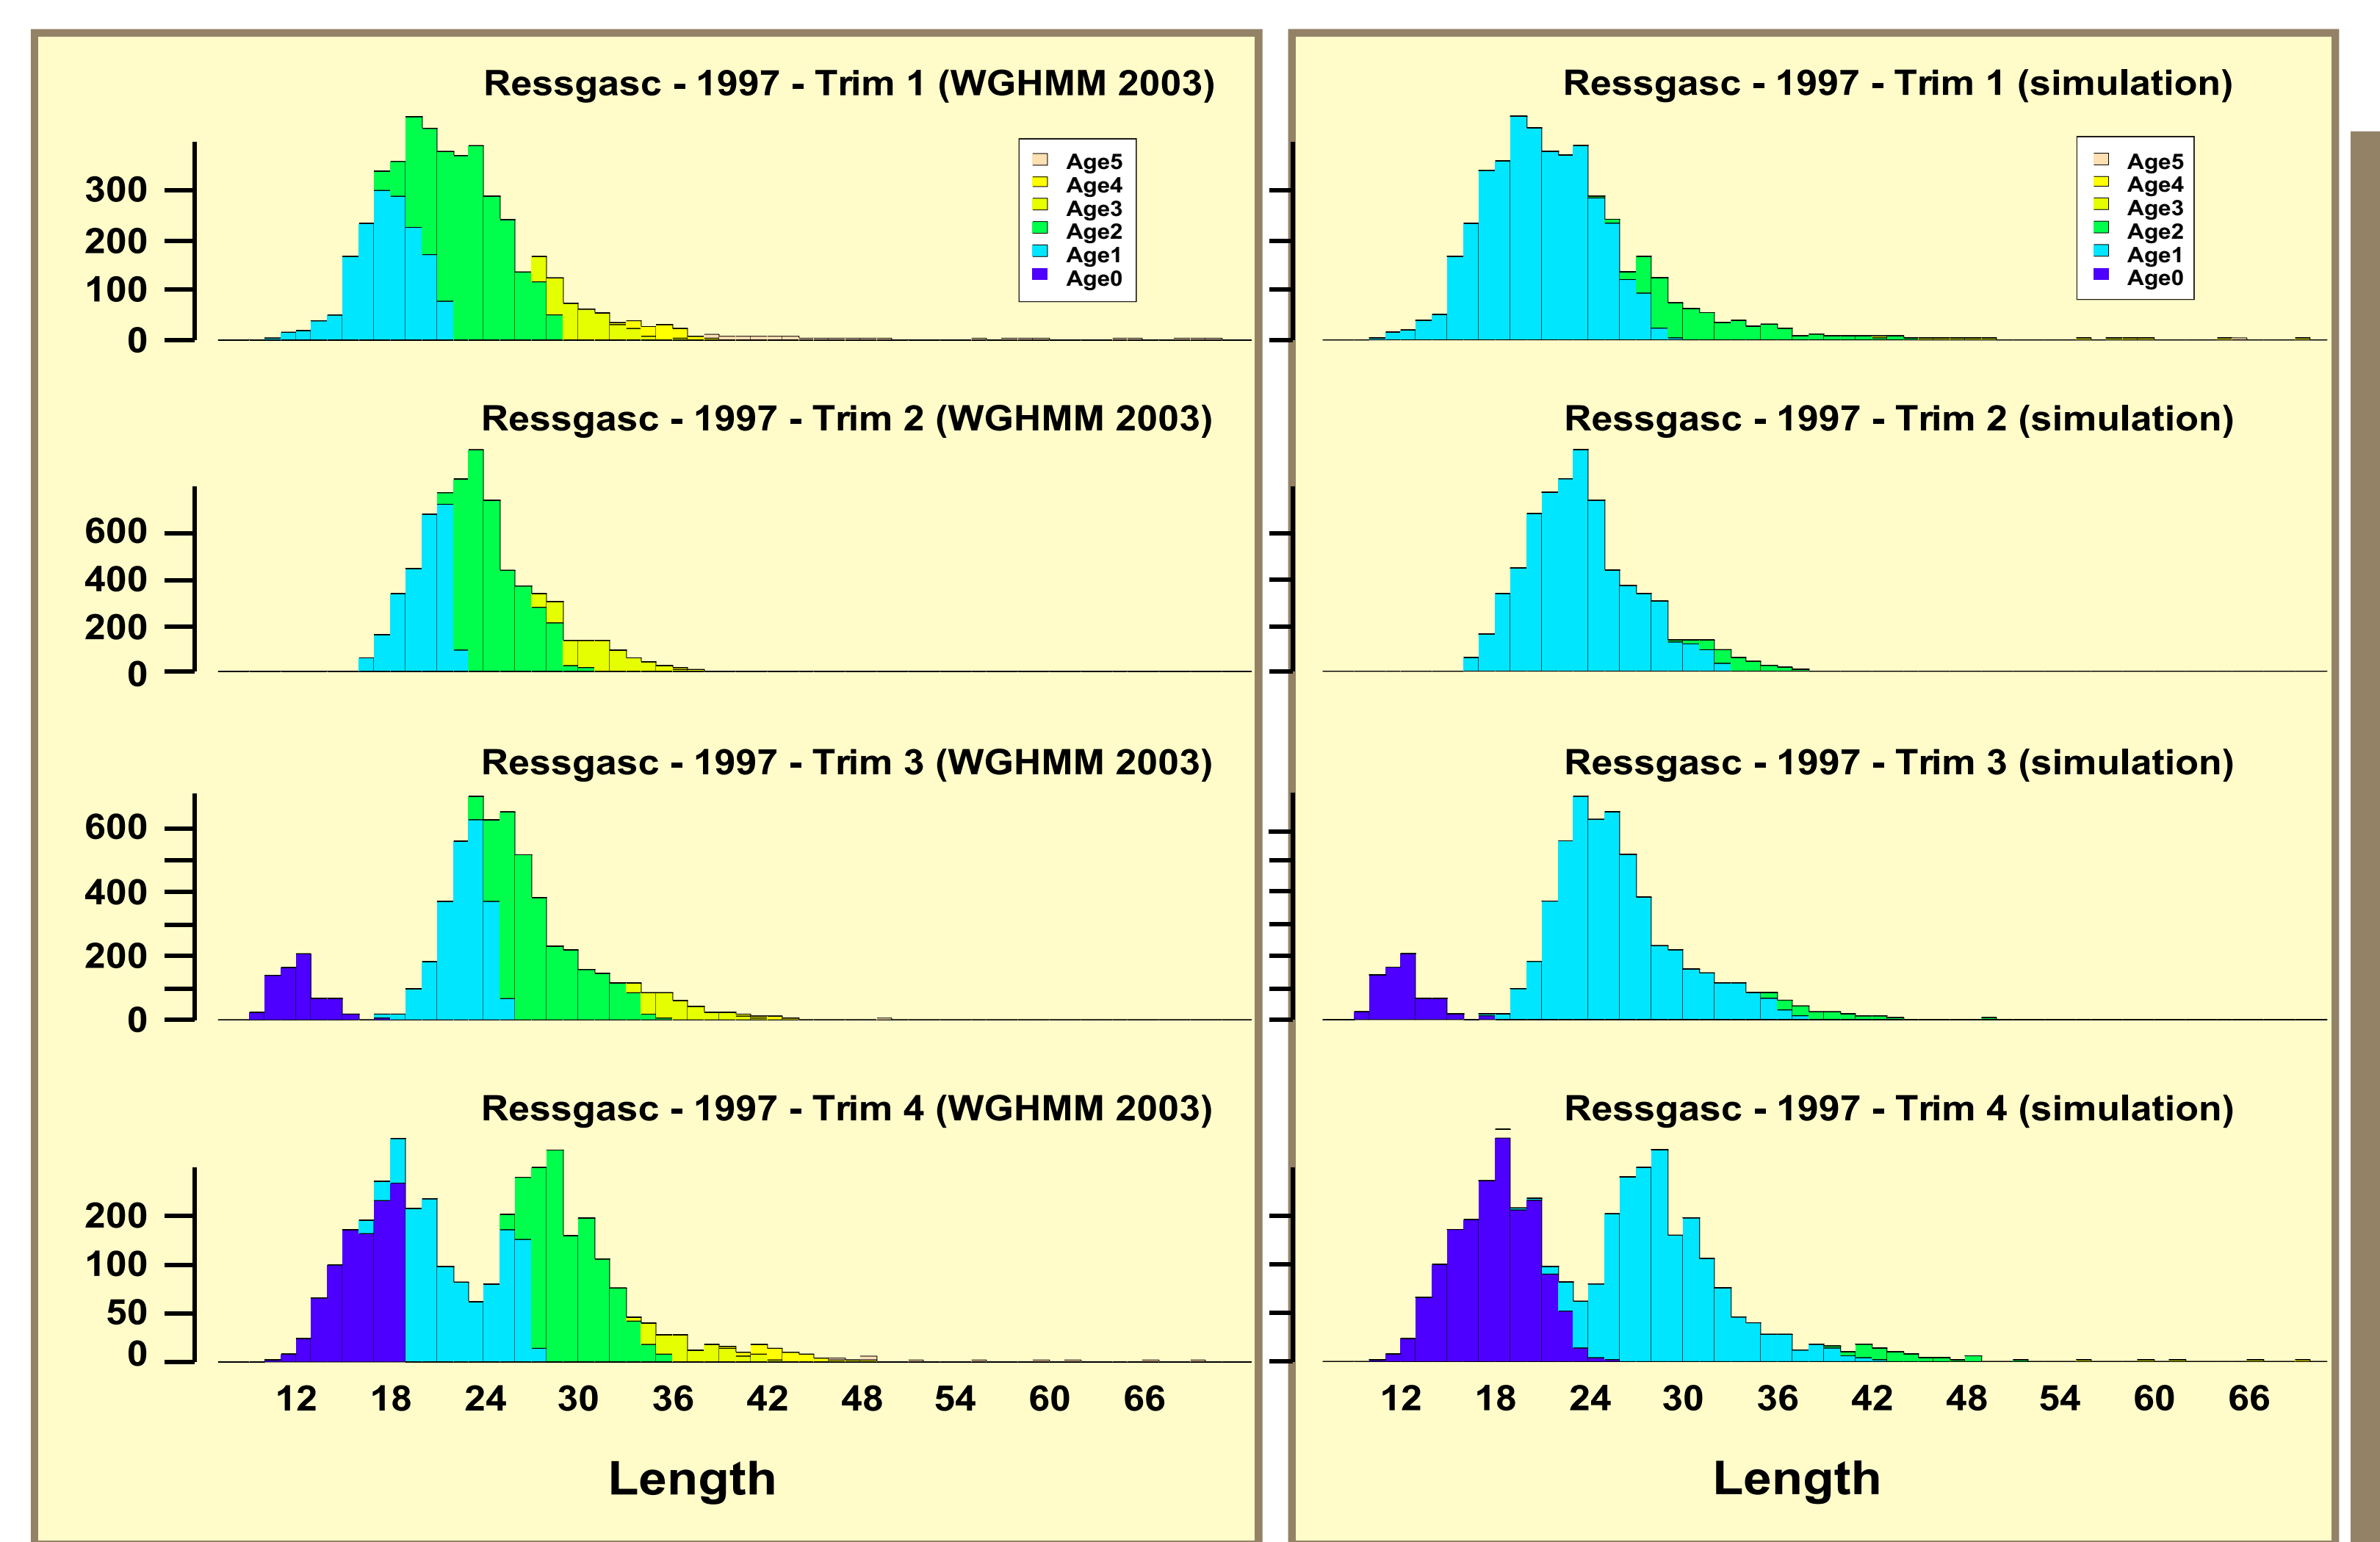 Ressgasc - 1997 - Trim 1 (WGHMM 2003)
300
200
100
0
Age5
Age4
Age3
Age2
Age1
Age0
Ressgasc - 1997 - Trim 2 (WGHMM 2003)
600
400
200
0
Ressgasc - 1997 - Trim 3 (WGHMM 2003)
600
400
200
0
Ressgasc - 1997 - Trim 4 (WGHMM 2003)
200
100
50
0
12 18 24 30 36 42 48 54 60 66
Length
Ressgasc - 1997 - Trim 1 (simulation)
Age5
Age4
Age3
Age2
Age1
Age0
Ressgasc - 1997 - Trim 2 (simulation)
Ressgasc - 1997 - Trim 3 (simulation)
Ressgasc - 1997 - Trim 4 (simulation)
12 18 24 30 36 42 48 54 60 66
Length